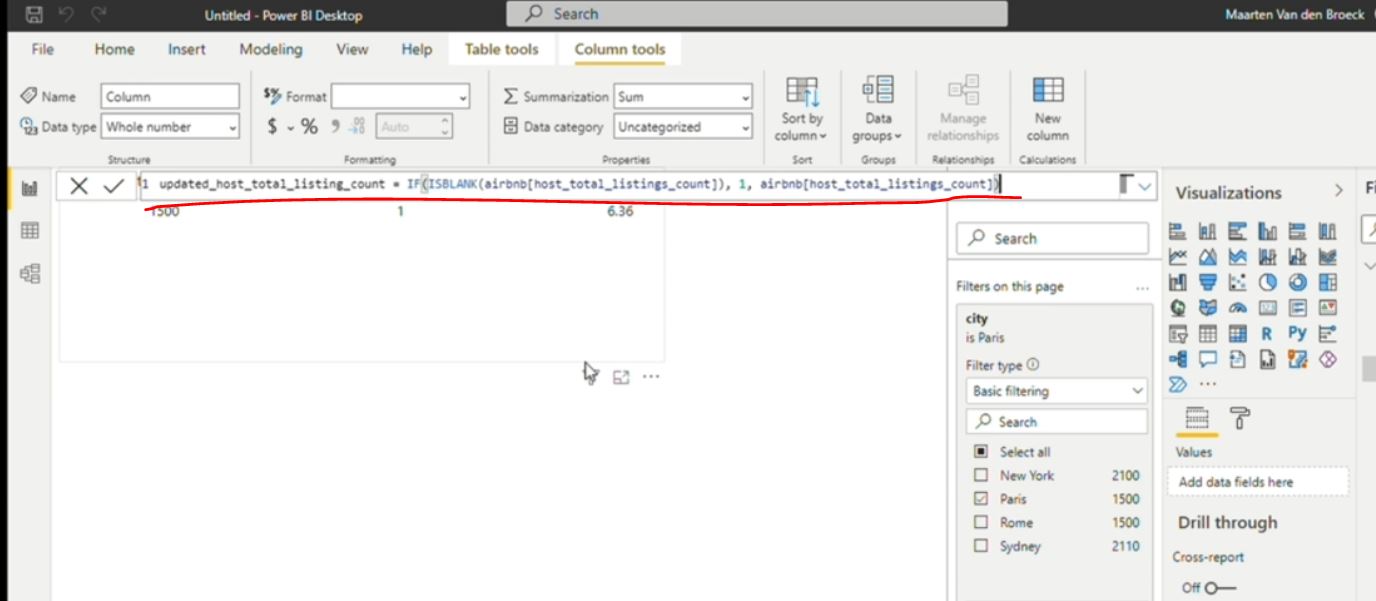 Untitled - Power BI Desktop
Search
Maarten Van den Broeck
File Home Insert Modeling View Help Table tools Column tools
Name Column
Data type Whole number
Structure
Format
$ % Auto
Formatting
Summarization Sum
Data category Uncategorized
Properties
Sort by
column
Sort
Data
groups
Groups
Manage
relationships
Relationships
New
column
Calculations
1 updated_host_total_listing_count = IF(ISBLANK(airbnb[host_total_listings_count]), 1, airbnb[host_total_listings_count])
1500 1 6.36
Search
Filters on this page ...
city
is Paris
Filter type
Basic filtering
Search
Select all
New York 2100
Paris 1500
Rome 1500
Sydney 2110
Visualizations
R Py
Values
Add data fields here
Drill through
Cross-report
Off